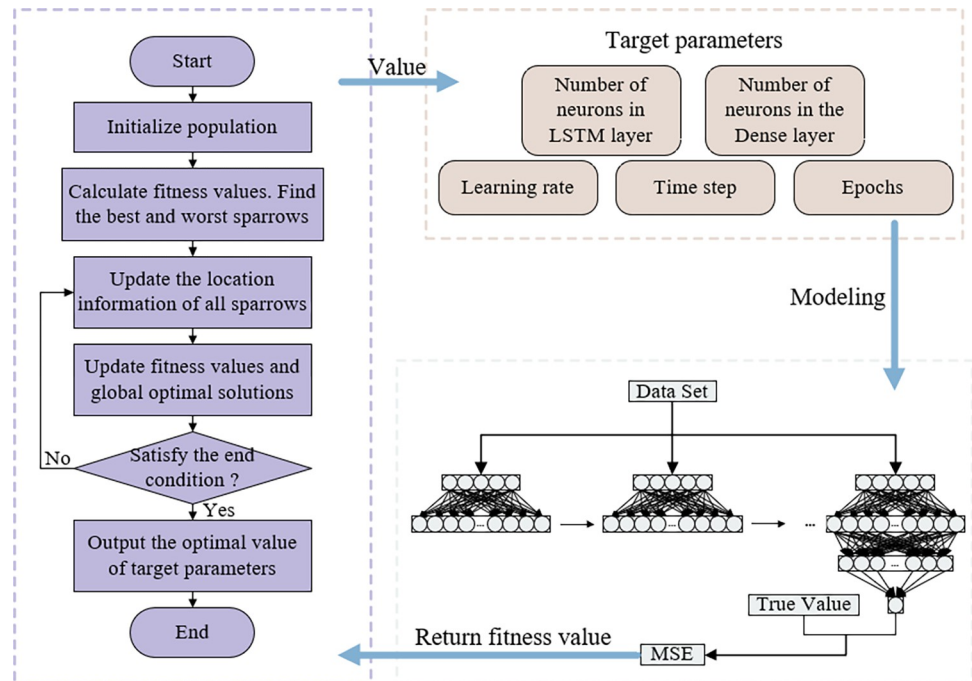 Start
Initialize population
Calculate fitness values. Find
the best and worst sparrows
Update the location
information of all sparrows
Update fitness values and
global optimal solutions
Satisfy the end
condition ?
No
Yes
Output the optimal value
of target parameters
End
Value
Target parameters
Number of
neurons in
LSTM layer
Number of
neurons in the
Dense layer
Learning rate
Time step
Epochs
Modeling
Data Set
...
...
...
...
...
True Value
MSE
Return fitness value